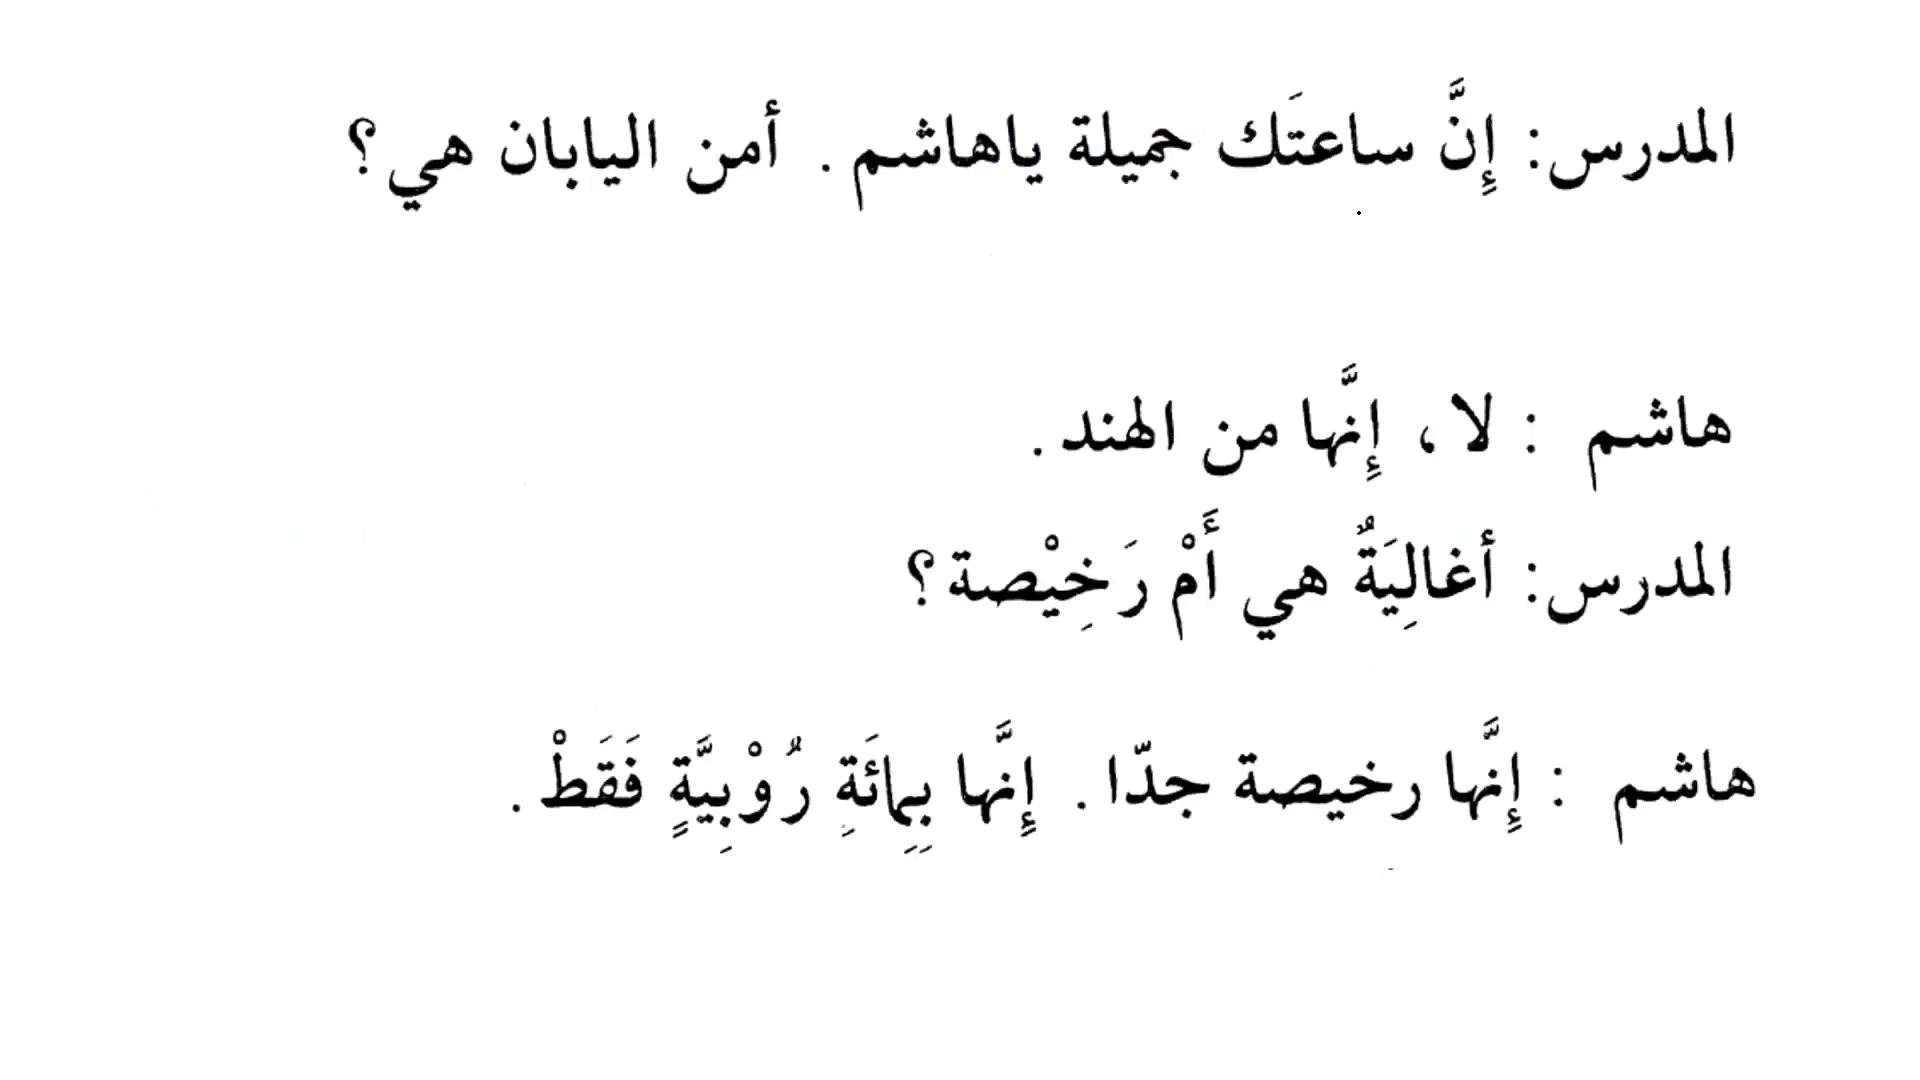 المدرس: إِنَّ ساعتَك جميلة ياهاشم. أمن اليابان هي؟
هاشم : لا، إِنَّها من الهند.
المدرس: أغالِيَةٌ هي أَمْ رَخِيْصة؟
هاشم : إِنَّها رخيصة جدّا. إِنَّها بِمِائَةِ رُوْبِيَّةٍ فَقَطْ.